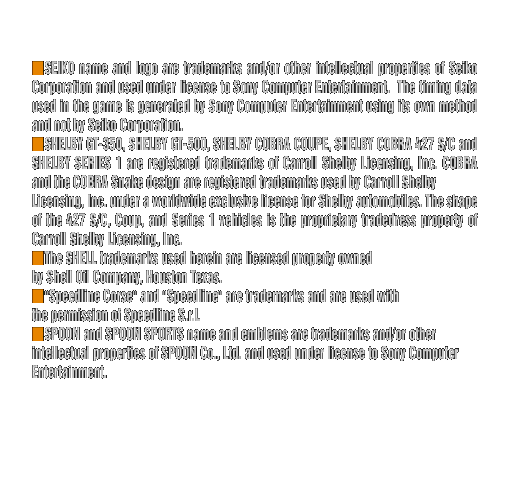 SEIKO name and logo are trademarks and/or other intellectual properties of Seiko
Corporation and used under license to Sony Computer Entertainment. The timing data
used in the game is generated by Sony Computer Entertainment using its own method
and not by Seiko Corporation.
SHELBY GT-350, SHELBY GT-500, SHELBY COBRA COUPE, SHELBY COBRA 427 S/C and
SHELBY SERIES 1 are registered trademarks of Carroll Shelby Licensing, Inc. COBRA
and the COBRA Snake design are registered trademarks used by Carroll Shelby
Licensing, Inc. under a worldwide exclusive license for Shelby automobiles. The shape
of the 427 S/C, Coup, and Series 1 vehicles is the proprietary tradedress property of
Carroll Shelby Licensing, Inc.
The SHELL trademarks used herein are licensed property owned
by Shell Oil Company, Houston Texas.
"Speedline Corse" and "Speedline" are trademarks and are used with
the permission of Speedline S.r.l.
SPOON and SPOON SPORTS name and emblems are trademarks and/or other
intellectual properties of SPOON Co., Ltd. and used under license to Sony Computer
Entertainment.